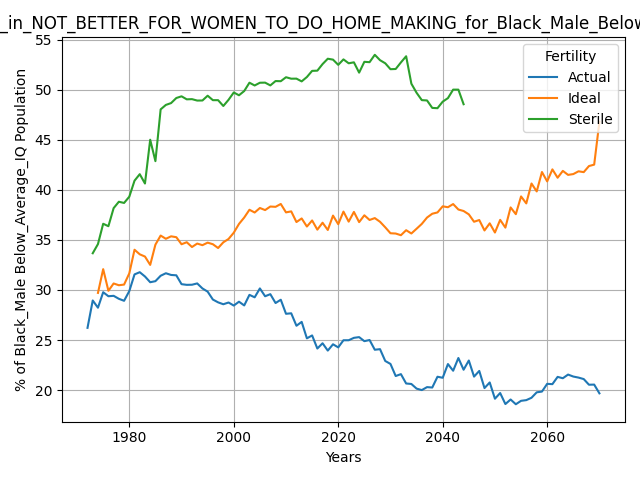 _in_NOT_BETTER_FOR_WOMEN_TO_DO_HOME_MAKING_for_Black_Male_Below
55
50
45
40
35
30
25
20
% of Black_Male Below_Average_IQ Population
Fertility
Actual
Ideal
Sterile
1980 2000 2020 2040 2060
Years